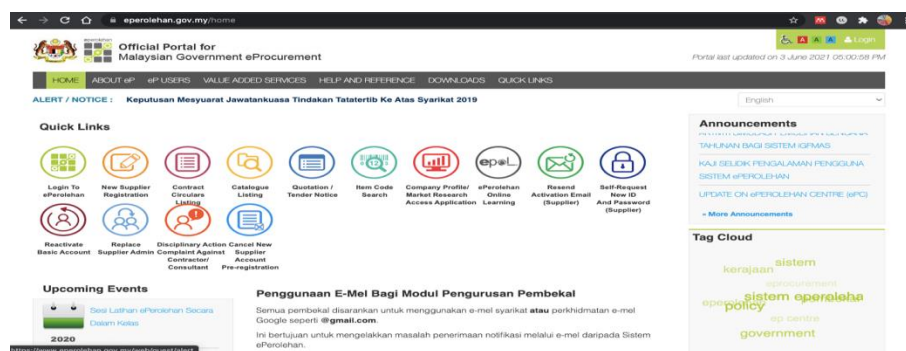 eperolehan.gov.my/home
eperolehan
Official Portal for
Malaysian Government eProcurement
A A A Login
Portal last updated on 3 June 2021 05:00:58 PM
HOME ABOUT eP eP USERS VALUE ADDED SERVICES HELP AND REFERENCE DOWNLOADS QUICK LINKS
ALERT / NOTICE : Keputusan Mesyuarat Jawatankuasa Tindakan Tatatertib Ke Atas Syarikat 2019
English
Quick Links
Login To
ePerolehan
New Supplier
Registration
Contract
Circulars
Listing
Catalogue
Listing
Quotation /
Tender Notice
Item Code
Search
Company Profile/
Market Research
Access Application
epoL
ePerolehan
Online
Learning
Resend
Activation Email
(Supplier)
Self-Request
New ID
And Password
(Supplier)
Reactivate
Basic Account
Replace
Supplier Admin
Disciplinary Action
Complaint Against
Contractor/
Consultant
Cancel New
Supplier
Account
Pre-registration
Announcements
TAHUNAN BAGI SISTEM IGFMAS
KAJI SELIDIK PENGALAMAN PENGGUNA
SISTEM ePEROLEHAN
UPDATE ON ePEROLEHAN CENTRE (ePC)
» More Announcements
Tag Cloud
sistem
kerajaan
eprocurement
sistem eperolehan
policy
ep centre
government
Upcoming Events
Sesi Latihan ePerolehan Secara
Dalam Kelas
2020
Penggunaan E-Mel Bagi Modul Pengurusan Pembekal
Semua pembekal disarankan untuk menggunakan e-mel syarikat atau perkhidmatan e-mel
Google seperti @gmail.com.
Ini bertujuan untuk mengelakkan masalah penerimaan notifikasi melalui e-mel daripada Sistem
ePerolehan.